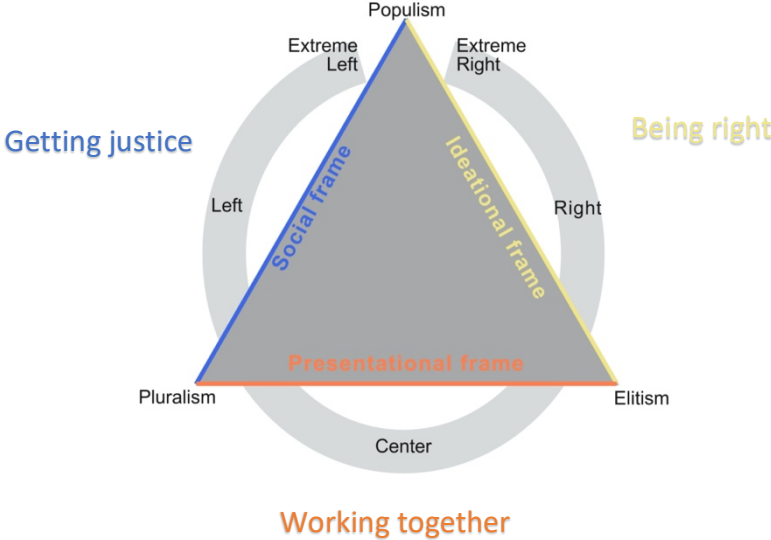 Populism
Extreme
Left
Extreme
Right
Getting justice
Being right
Social frame
Ideational frame
Left
Right
Presentational frame
Pluralism
Elitism
Center
Working together